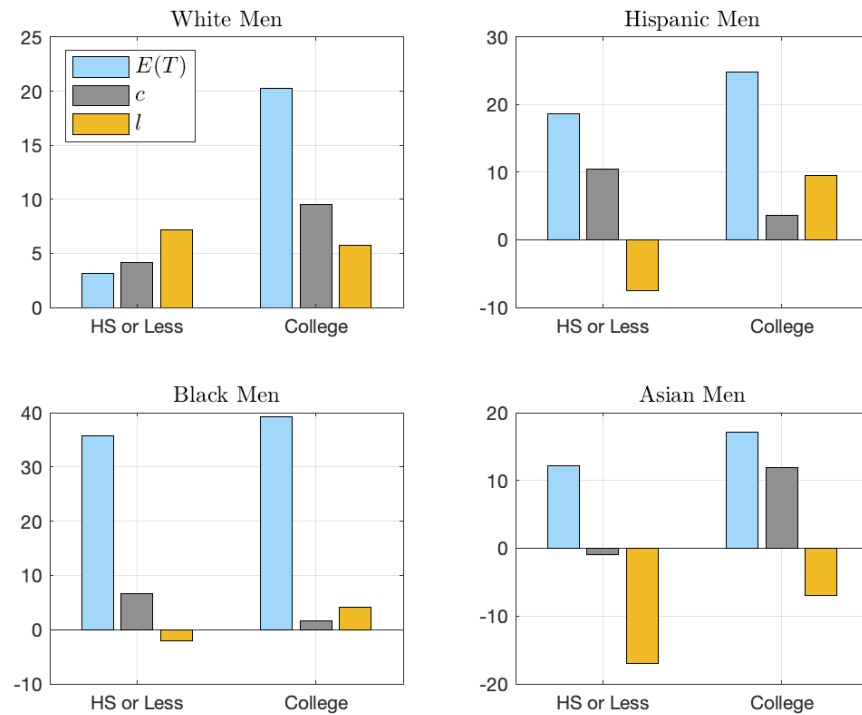 White Men
25
20
15
10
5
0
E(T)
c
l
HS or Less College
Hispanic Men
30
20
10
0
-10
HS or Less College
Black Men
40
30
20
10
0
-10
HS or Less College
Asian Men
20
10
0
-10
-20
HS or Less College